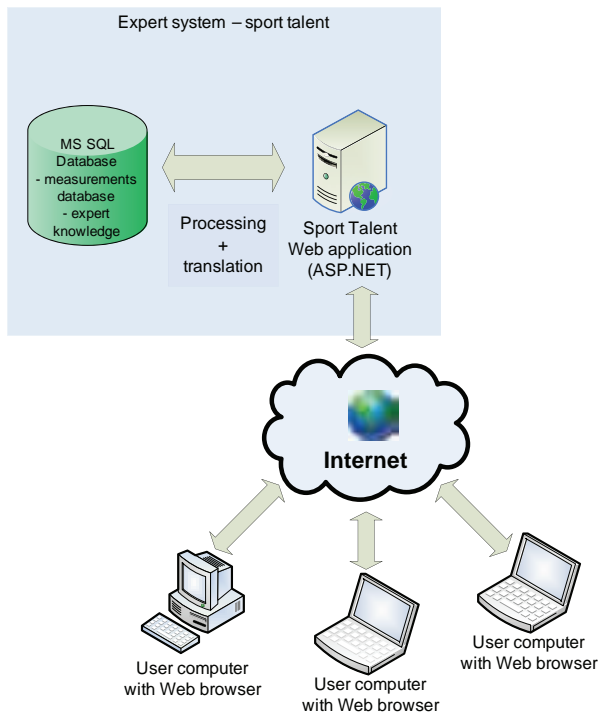 Expert system – sport talent
MS SQL
Database
- measurements
database
- expert
knowledge
Processing
+
translation
Sport Talent
Web application
(ASP.NET)
Internet
User computer
with Web browser
User computer
with Web browser
User computer
with Web browser